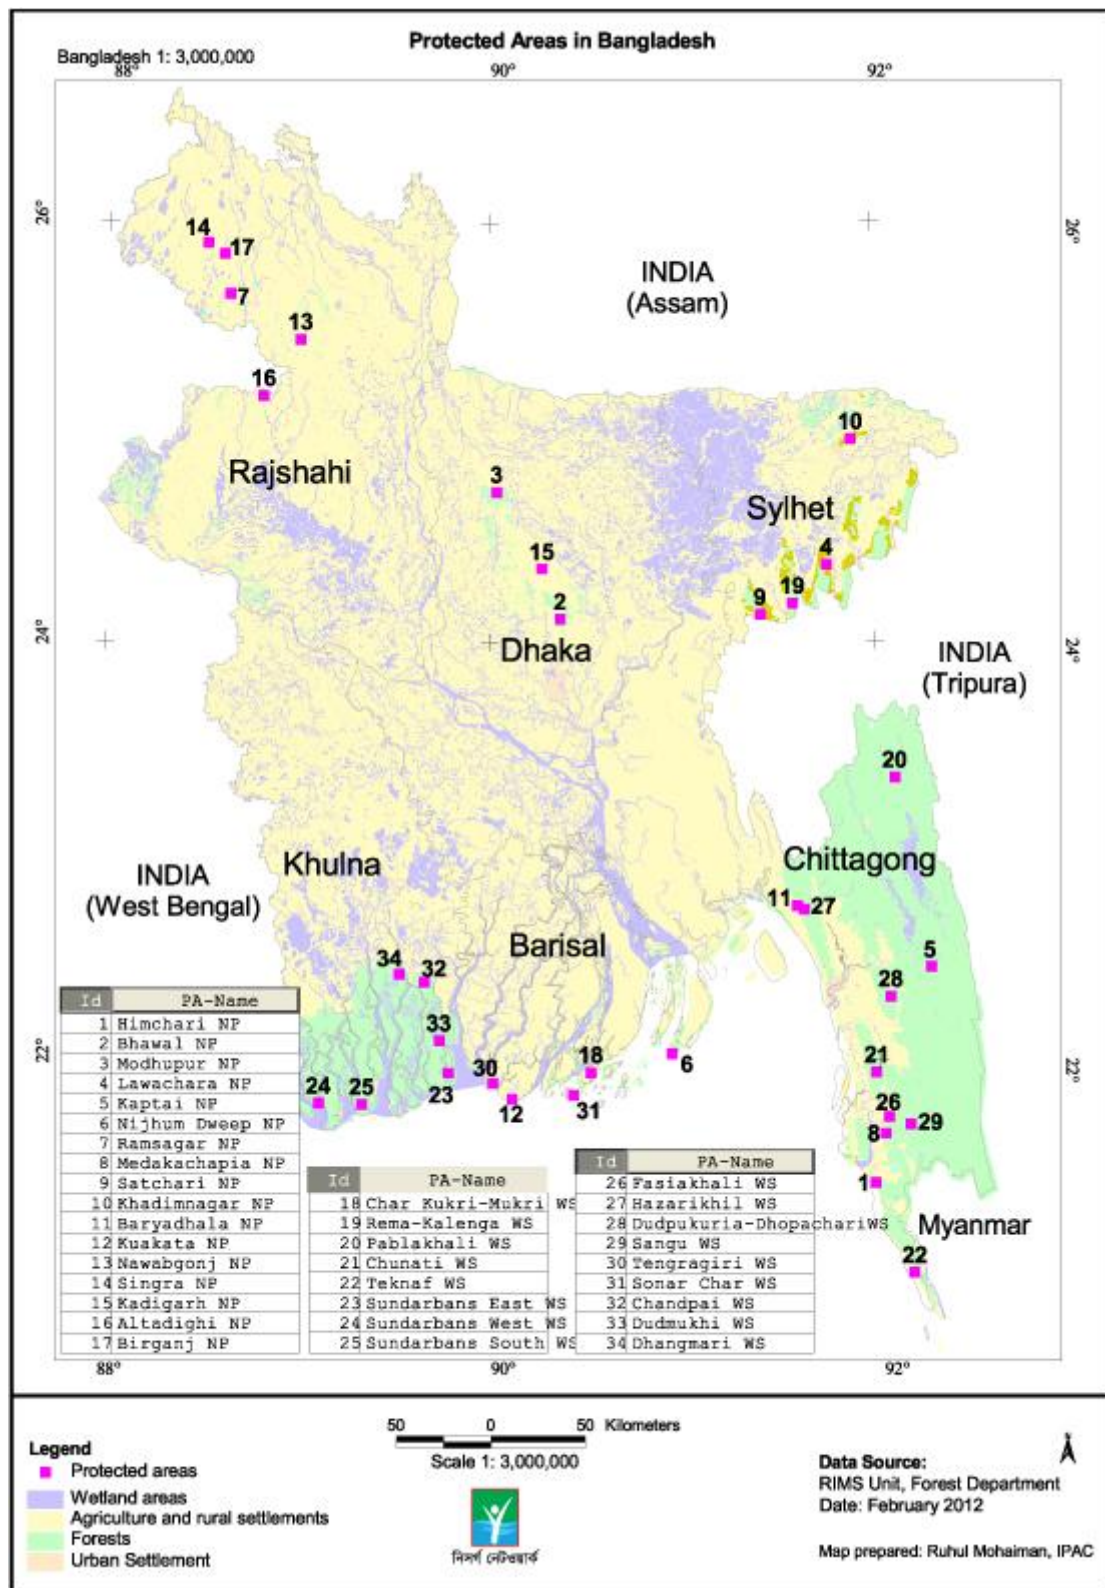 Protected Areas in Bangladesh
Bangladesh 1: 3,000,000
88° 90° 92°
26° 26°
14
17
7
13
16
INDIA
(Assam)
10
Rajshahi
3
Sylhet
15
4
2
9 19
24° 24°
Dhaka
INDIA
(Tripura)
20
Khulna
Chittagong
INDIA
(West Bengal)
11 27
Barisal
34 32
5
28
33
22° 22°
30 18
6
21
24 25
23
12
31
26
8 29
1
Myanmar
22
Id PA-Name
1 Himchari NP
2 Bhawal NP
3 Modhupur NP
4 Lawachara NP
5 Kaptai NP
6 Nijhum Dweep NP
7 Ramsagar NP
8 Medakachapia NP
9 Satchari NP
10 Khadimnagar NP
11 Baryadhala NP
12 Kuakata NP
13 Nawabgonj NP
14 Singra NP
15 Kadigarh NP
16 Altadighi NP
17 Birganj NP
Id PA-Name
18 Char Kukri-Mukri WS
19 Rema-Kalenga WS
20 Pablakhali WS
21 Chunati WS
22 Teknaf WS
23 Sundarbans East WS
24 Sundarbans West WS
25 Sundarbans South WS
Id PA-Name
26 Fasiakhali WS
27 Hazarikhil WS
28 Dudpukuria-Dhopachari WS
29 Sangu WS
30 Tengragiri WS
31 Sonar Char WS
32 Chandpai WS
33 Dudmukhi WS
34 Dhangmari WS
88° 90° 92°
Legend
Protected areas
Wetland areas
Agriculture and rural settlements
Forests
Urban Settlement
50 0 50 Kilometers
Scale 1: 3,000,000
নিসর্গ নেটওয়ার্ক
Data Source:
RIMS Unit, Forest Department
Date: February 2012
Map prepared: Ruhul Mohaiman, IPAC